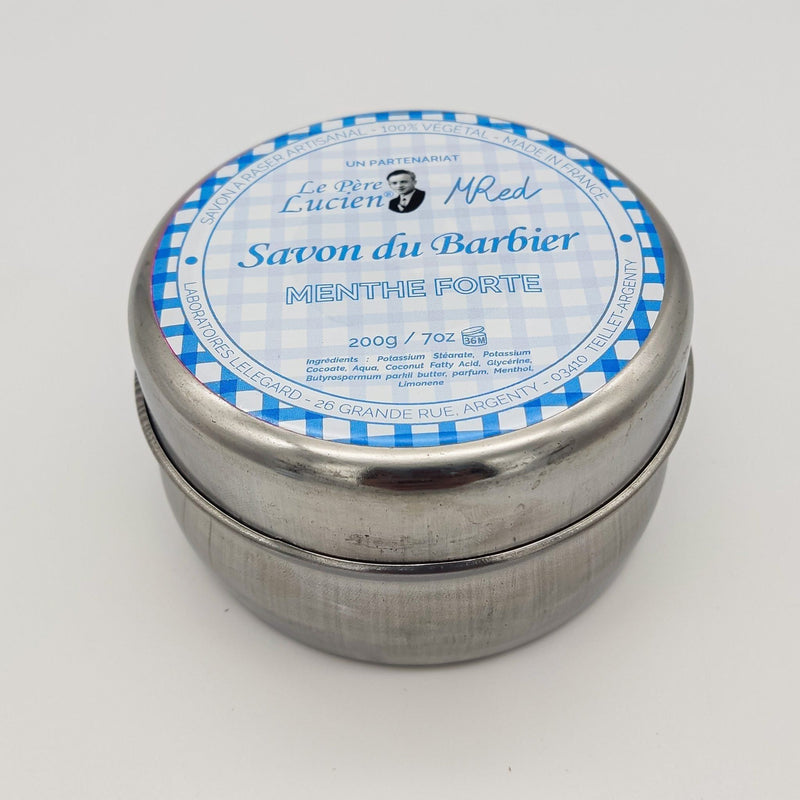 SAVON À RASER ARTISANAL - 100% VÉGÉTAL - MADE IN FRANCE
UN PARTENARIAT
Le Père
Lucien®
MRed
Savon du Barbier
MENTHE FORTE
200g / 7oz 36M
Ingrédients : Potassium Stéarate, Potassium
Cocoate, Aqua, Coconut Fatty Acid, Glycérine,
Butyrospermum parkii butter, parfum, Menthol,
Limonene
LABORATOIRES LELEGARD - 26 GRANDE RUE, ARGENTY - 03410 TEILLET-ARGENTY